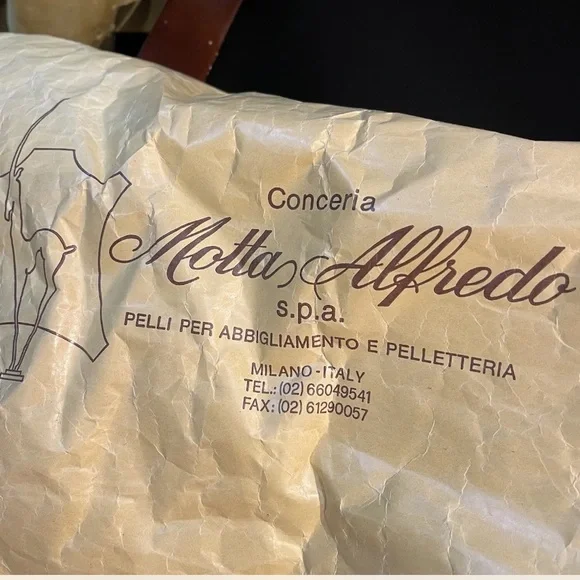 Conceria
Motta Alfredo
s.p.a.
PELLI PER ABBIGLIAMENTO E PELLETTERIA
MILANO-ITALY
TEL.: (02) 66049541
FAX: (02) 61290057